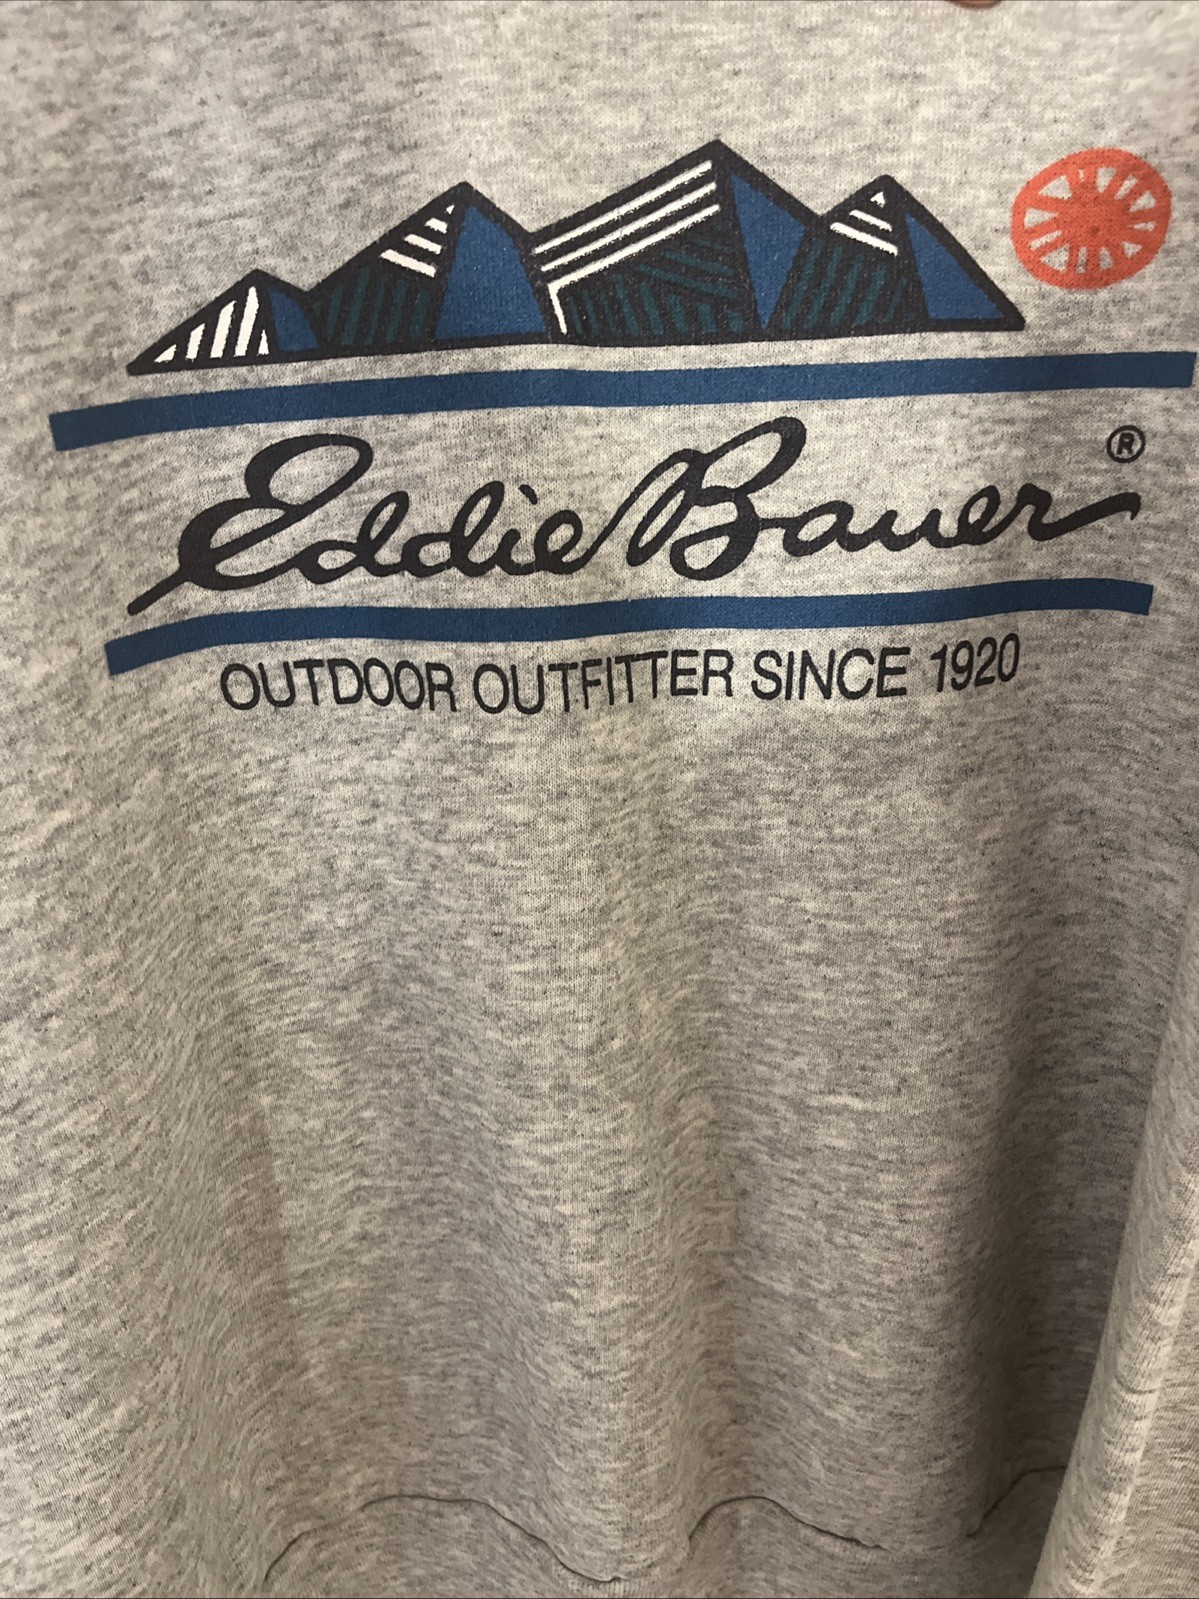 Eddie Bauer®
OUTDOOR OUTFITTER SINCE 1920